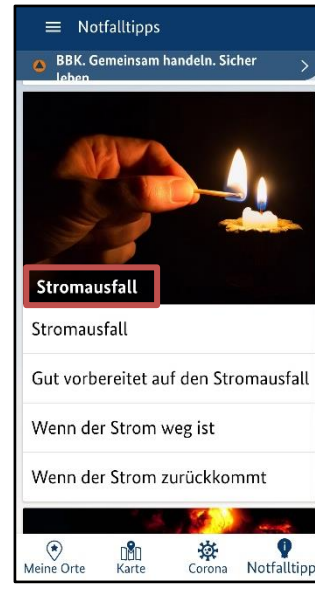 Notfalltipps
BBK. Gemeinsam handeln. Sicher
leben
Stromausfall
Stromausfall
Gut vorbereitet auf den Stromausfall
Wenn der Strom weg ist
Wenn der Strom zurückkommt
Meine Orte Karte Corona Notfalltipp